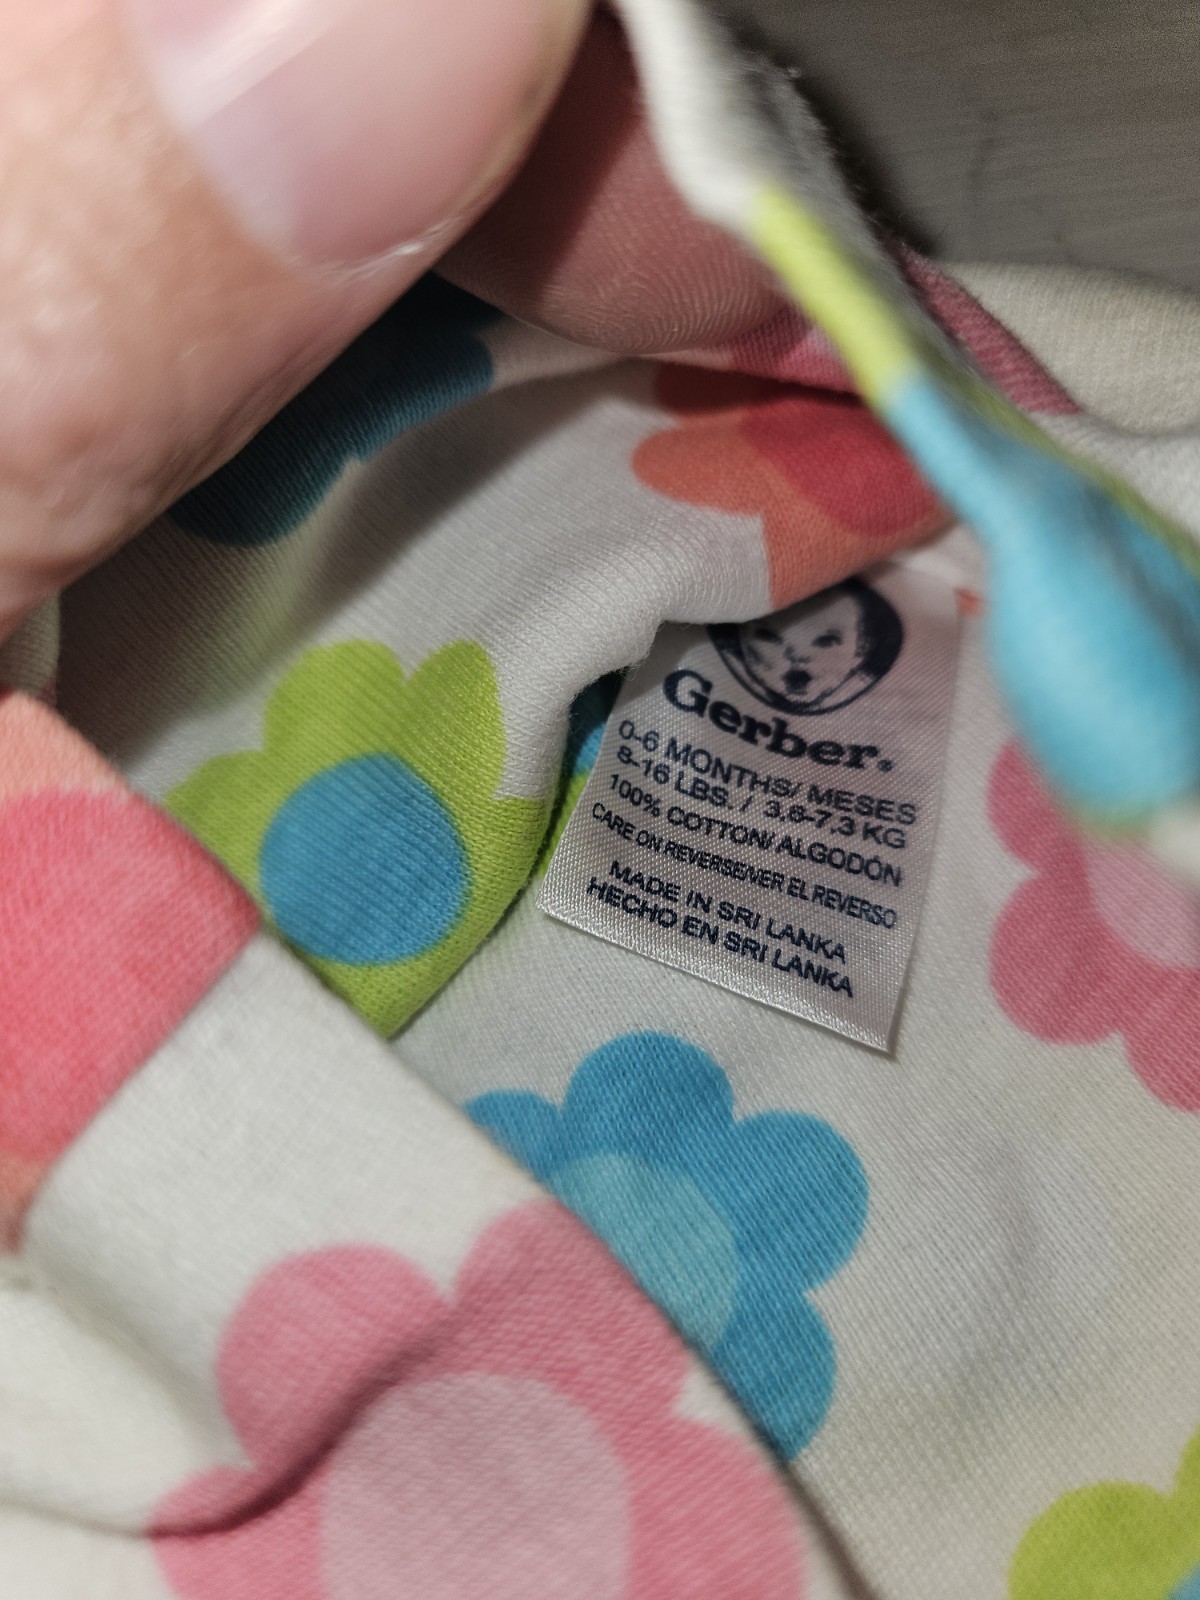 Gerber®
0-6 MONTHS/ MESES
8-16 LBS. / 3,6-7,3 KG
100% COTTON/ ALGODÓN
CARE ON REVERSE/VER EL REVERSO
MADE IN SRI LANKA
HECHO EN SRI LANKA